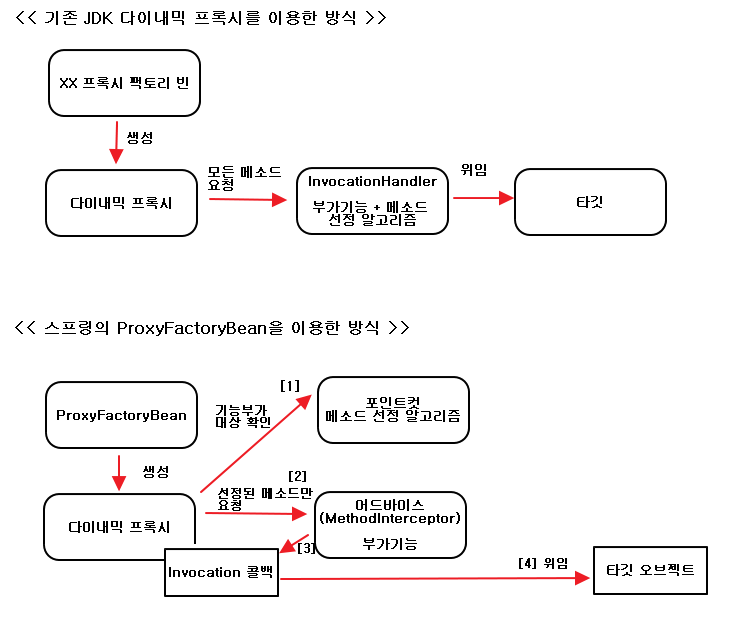 << 기존 JDK 다이내믹 프록시를 이용한 방식 >>
XX 프록시 팩토리 빈
생성
다이내믹 프록시
모든 메소드
요청
InvocationHandler
부가기능 + 메소드
선정 알고리즘
위임
타깃
<< 스프링의 ProxyFactoryBean을 이용한 방식 >>
ProxyFactoryBean
생성
다이내믹 프록시
[1]
기능부가
대상 확인
포인트컷
메소드 선정 알고리즘
[2]
선정된 메소드만
요청
어드바이스
(MethodInterceptor)
부가기능
[3]
Invocation 콜백
[4] 위임
타깃 오브젝트